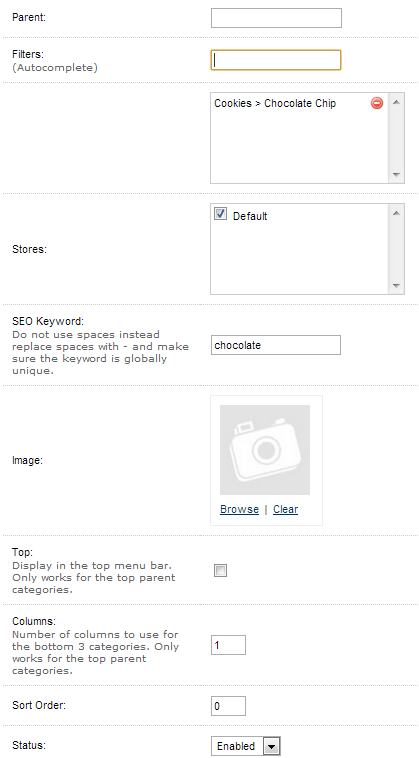 Parent:
Filters:
(Autocomplete)
Cookies > Chocolate Chip
Default
Stores:
SEO Keyword:
Do not use spaces instead
replace spaces with - and make
sure the keyword is globally
unique.
chocolate
Image:
Browse | Clear
Top:
Display in the top menu bar.
Only works for the top parent
categories.
Columns:
Number of columns to use for
the bottom 3 categories. Only
works for the top parent
categories.
1
Sort Order:
0
Status:
Enabled